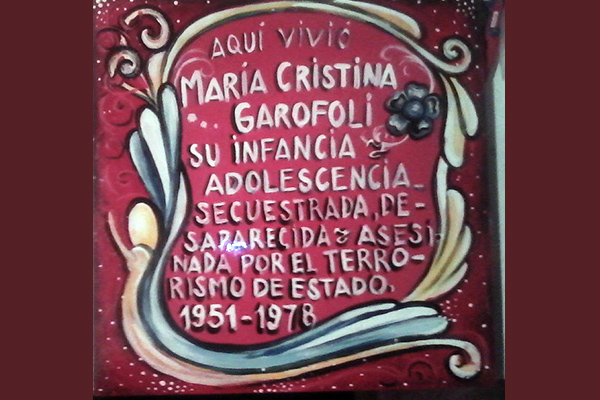 AQUÍ VIVIÓ
MARÍA CRISTINA
GAROFOLI
SU INFANCIA Y
ADOLESCENCIA_
SECUESTRADA, DE-
SAPARECIDA Y ASESI-
NADA POR EL TERRO-
RISMO DE ESTADO.
1951-1978